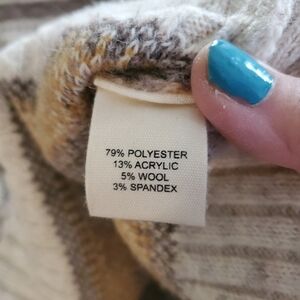 79% POLYESTER
13% ACRYLIC
5% WOOL
3% SPANDEX